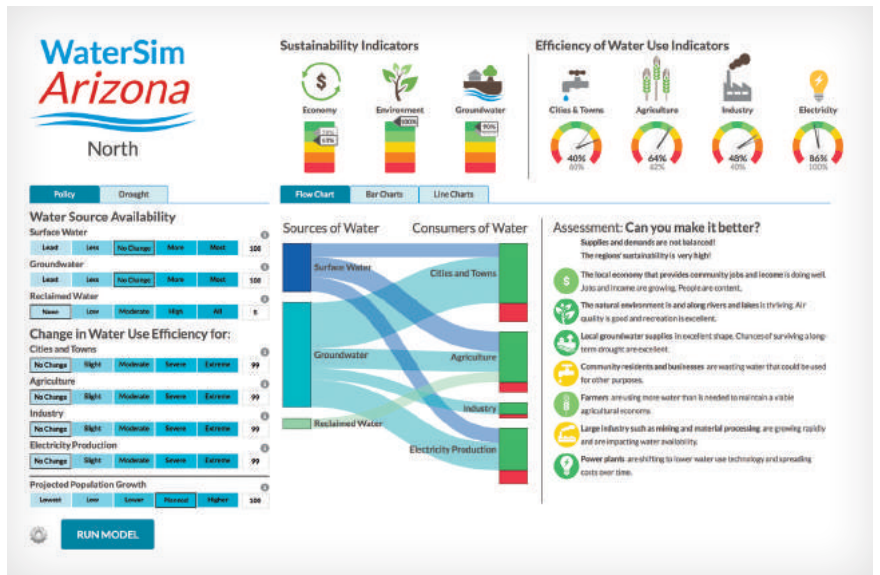 WaterSim
Arizona
North
Sustainability Indicators
Economy
Environment
Groundwater
100%
90%
Efficiency of Water Use Indicators
Cities & Towns
Agriculture
Industry
Electricity
40%
64%
62%
48%
40%
86%
100%
Policy
Drought
Water Source Availability
Surface Water
Least Less No Change More Most 100
Groundwater
Least Less No Change More Most 100
Reclaimed Water
None Low Moderate High All
Change in Water Use Efficiency for:
Cities and Towns
No Change Slight Moderate Severe Extreme 99
Agriculture
No Change Slight Moderate Severe Extreme 99
Industry
No Change Slight Moderate Severe Extreme 99
Electricity Production
No Change Slight Moderate Severe Extreme 99
Projected Population Growth
Lowest Low Lower Planned Higher 100
RUN MODEL
Flow Chart
Bar Charts
Line Charts
Sources of Water
Consumers of Water
Surface Water
Groundwater
Reclaimed Water
Cities and Towns
Agriculture
Industry
Electricity Production
Assessment: Can you make it better?
Supplies and demands are not balanced!
The regions' sustainability is very high!
The local economy that provides community jobs and income is doing well.
Jobs and income are growing. People are content.
The natural environment in and along rivers and lakes is thriving. Air
quality is good and recreation is excellent.
Local groundwater supplies in excellent shape. Chances of surviving a long-
term drought are excellent.
Community residents and businesses are wasting water that could be used
for other purposes.
Farmers are using more water than is needed to maintain a viable
agricultural economy.
Large industry such as mining and material processing are growing rapidly
and are impacting water availability.
Power plants are shifting to lower water use technology and spreading
costs over time.